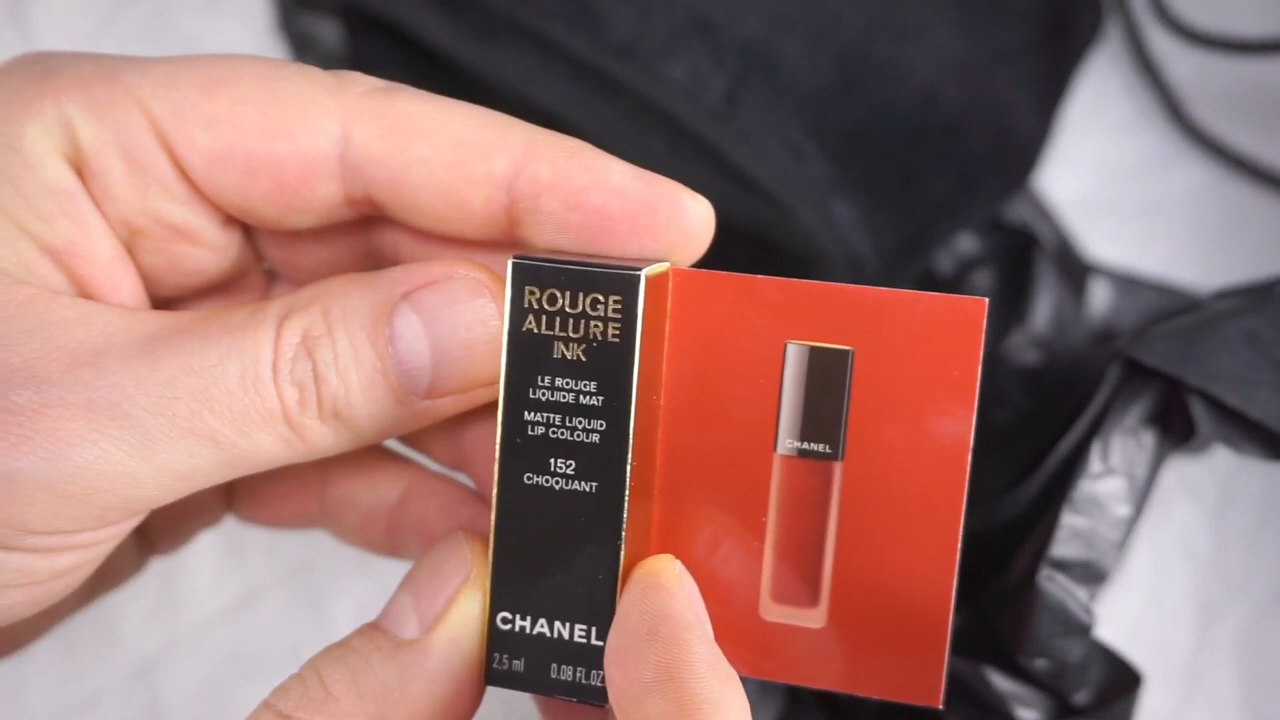 ROUGE
ALLURE
INK
LE ROUGE
LIQUIDE MAT
MATTE LIQUID
LIP COLOUR
152
CHOQUANT
CHANEL
2,5 ml 0.08 FL.OZ
CHANEL